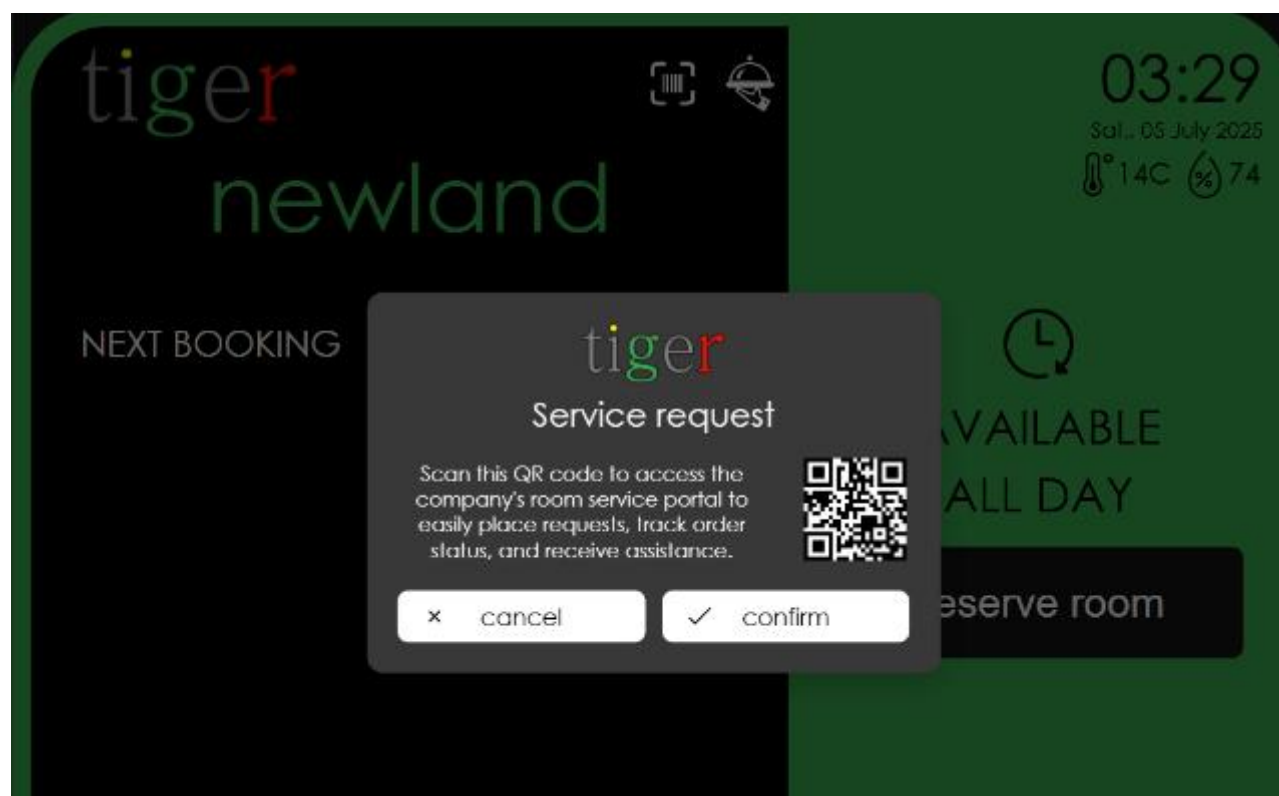 tiger
newland
03:29
Sat., 05 July 2025
14C % 74
NEXT BOOKING
tiger
Service request
Scan this QR code to access the
company's room service portal to
easily place requests, track order
status, and receive assistance.
× cancel
✓ confirm
VAILABLE
ALL DAY
eserve room